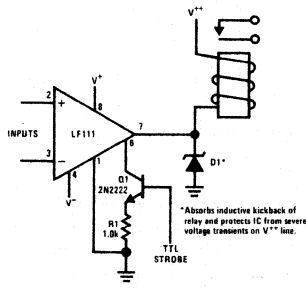 V++
V+
2
8
+
LF111
7
INPUTS
6
3
−
1
4
V−
D1*
Q1
2N2222
R1
1.0k
TTL
STROBE
*Absorbs inductive kickback of
relay and protects IC from severe
voltage transients on V++ line.